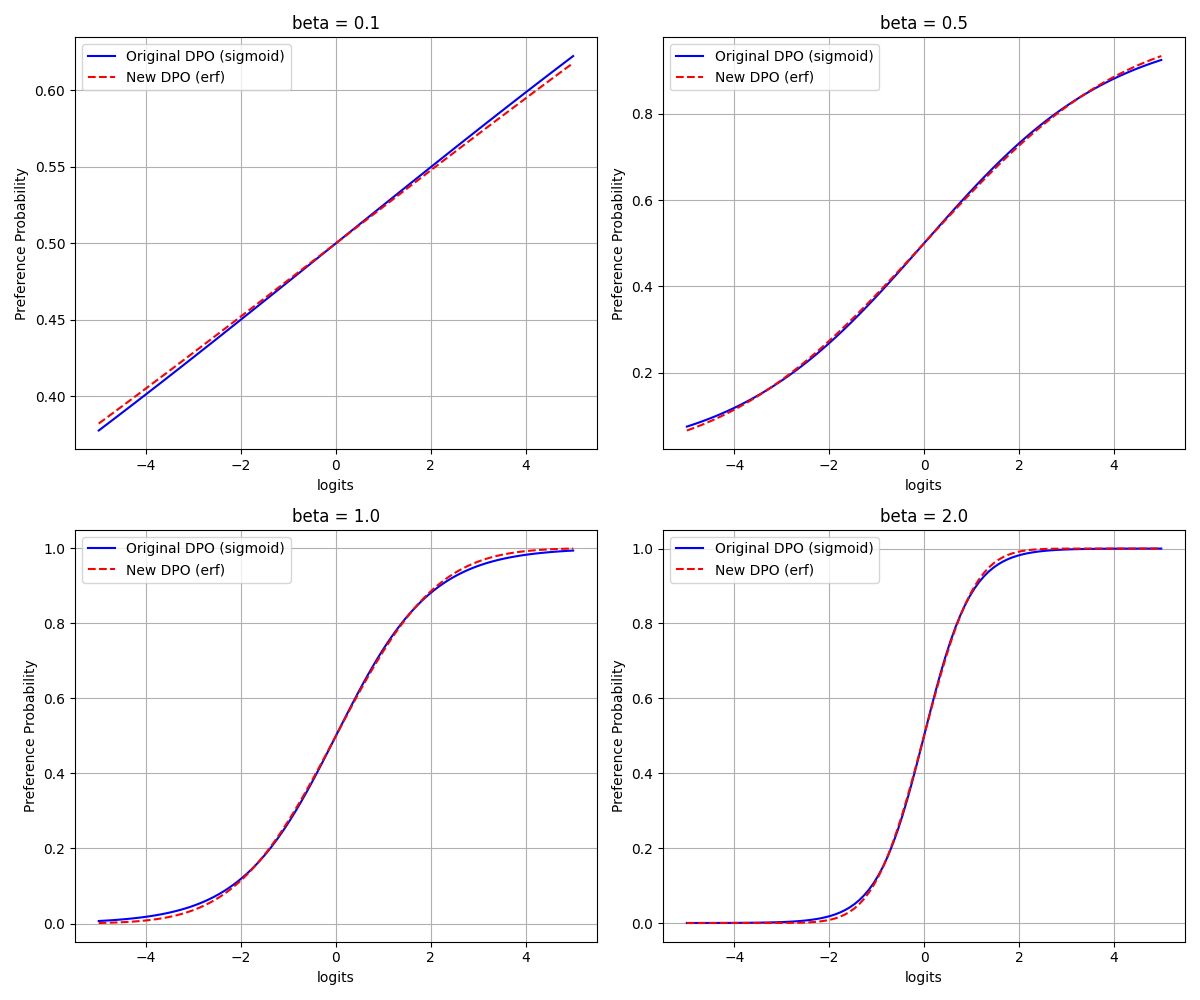 beta = 0.1
Original DPO (sigmoid)
New DPO (erf)
0.60
0.55
0.50
0.45
0.40
Preference Probability
−4 −2 0 2 4
logits
beta = 0.5
Original DPO (sigmoid)
New DPO (erf)
0.8
0.6
0.4
0.2
Preference Probability
−4 −2 0 2 4
logits
beta = 1.0
Original DPO (sigmoid)
New DPO (erf)
1.0
0.8
0.6
0.4
0.2
0.0
Preference Probability
−4 −2 0 2 4
logits
beta = 2.0
Original DPO (sigmoid)
New DPO (erf)
1.0
0.8
0.6
0.4
0.2
0.0
Preference Probability
−4 −2 0 2 4
logits